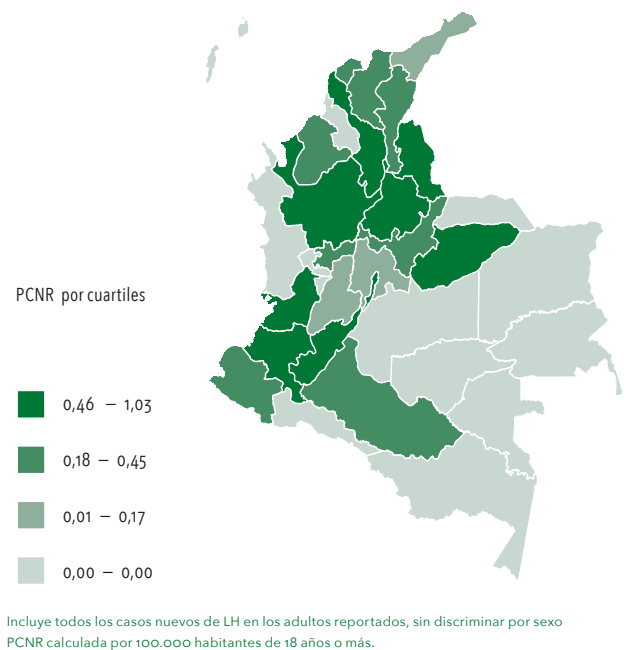 PCNR por cuartiles
0,46 – 1,03
0,18 – 0,45
0,01 – 0,17
0,00 – 0,00
Incluye todos los casos nuevos de LH en los adultos reportados, sin discriminar por sexo
PCNR calculada por 100.000 habitantes de 18 años o más.